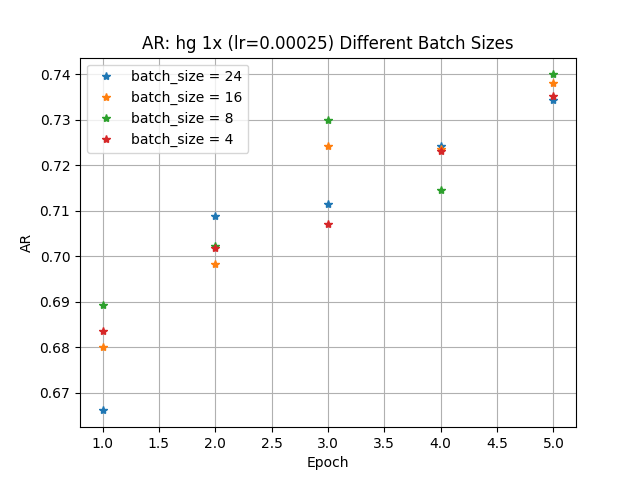 AR: hg 1x (lr=0.00025) Different Batch Sizes
batch_size = 24
batch_size = 16
batch_size = 8
batch_size = 4
0.74
0.73
0.72
0.71
0.70
0.69
0.68
0.67
AR
1.0 1.5 2.0 2.5 3.0 3.5 4.0 4.5 5.0
Epoch